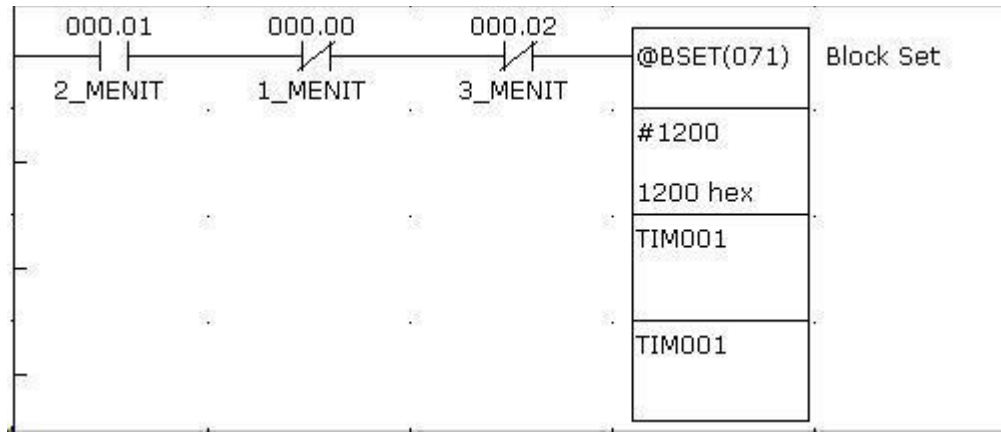 000.01 000.00 000.02
@BSET(071) Block Set
2_MENIT 1_MENIT 3_MENIT
#1200
1200 hex
TIM001
TIM001